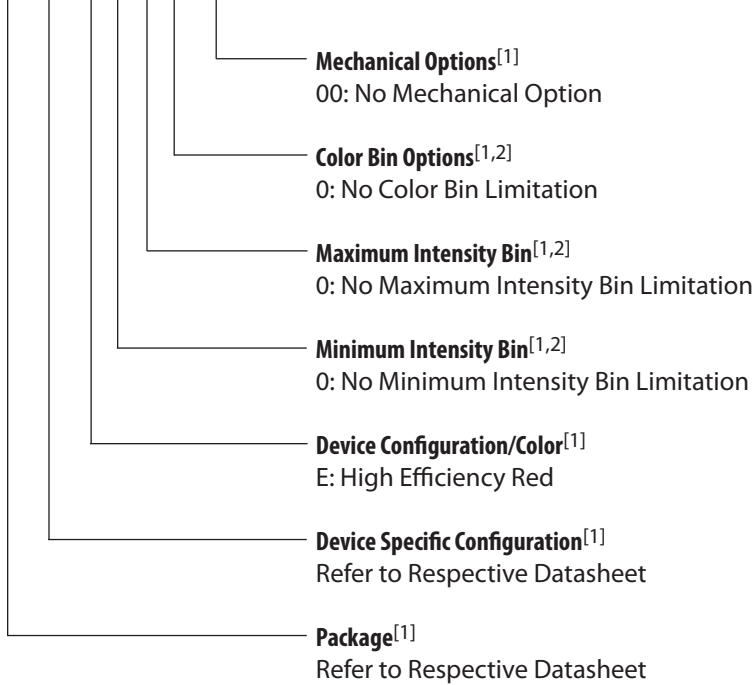 Mechanical Options[1]
00: No Mechanical Option
Color Bin Options[1,2]
0: No Color Bin Limitation
Maximum Intensity Bin[1,2]
0: No Maximum Intensity Bin Limitation
Minimum Intensity Bin[1,2]
0: No Minimum Intensity Bin Limitation
Device Configuration/Color[1]
E: High Efficiency Red
Device Specific Configuration[1]
Refer to Respective Datasheet
Package[1]
Refer to Respective Datasheet